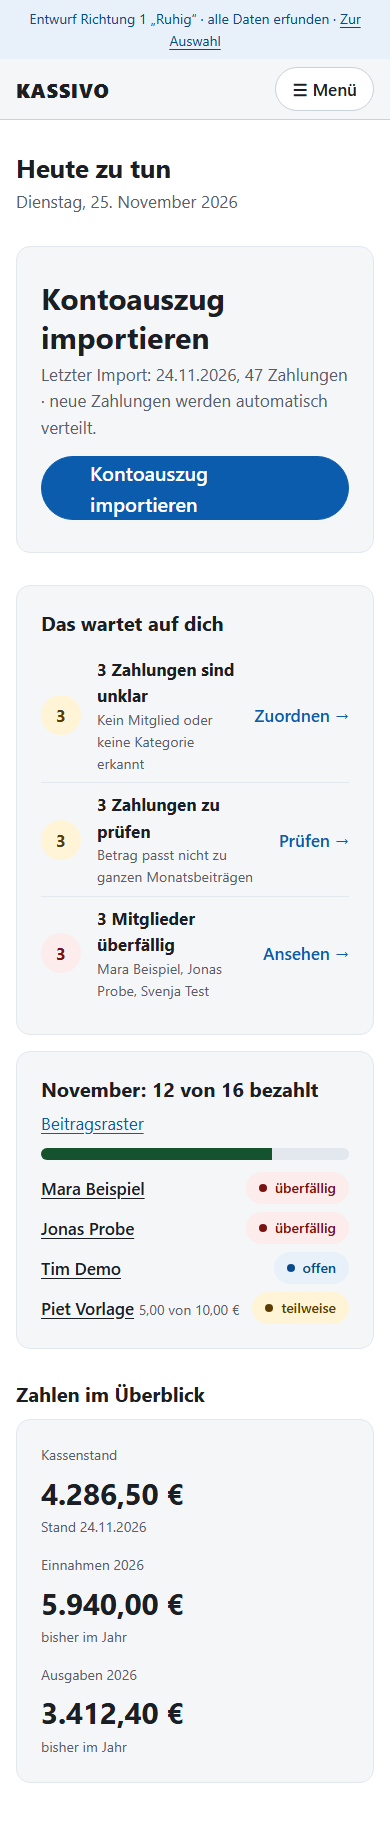 Entwurf Richtung 1 „Ruhig“ · alle Daten erfunden · Zur
Auswahl
KASSIVO
☰ Menü
Heute zu tun
Dienstag, 25. November 2026
Kontoauszug
importieren
Letzter Import: 24.11.2026, 47 Zahlungen
· neue Zahlungen werden automatisch
verteilt.
Kontoauszug
importieren
Das wartet auf dich
3
3 Zahlungen sind
unklar
Kein Mitglied oder
keine Kategorie
erkannt
Zuordnen →
3
3 Zahlungen zu
prüfen
Betrag passt nicht zu
ganzen Monatsbeiträgen
Prüfen →
3
3 Mitglieder
überfällig
Mara Beispiel, Jonas
Probe, Svenja Test
Ansehen →
November: 12 von 16 bezahlt
Beitragsraster
Mara Beispiel überfällig
Jonas Probe überfällig
Tim Demo offen
Piet Vorlage 5,00 von 10,00 € teilweise
Zahlen im Überblick
Kassenstand
4.286,50 €
Stand 24.11.2026
Einnahmen 2026
5.940,00 €
bisher im Jahr
Ausgaben 2026
3.412,40 €
bisher im Jahr